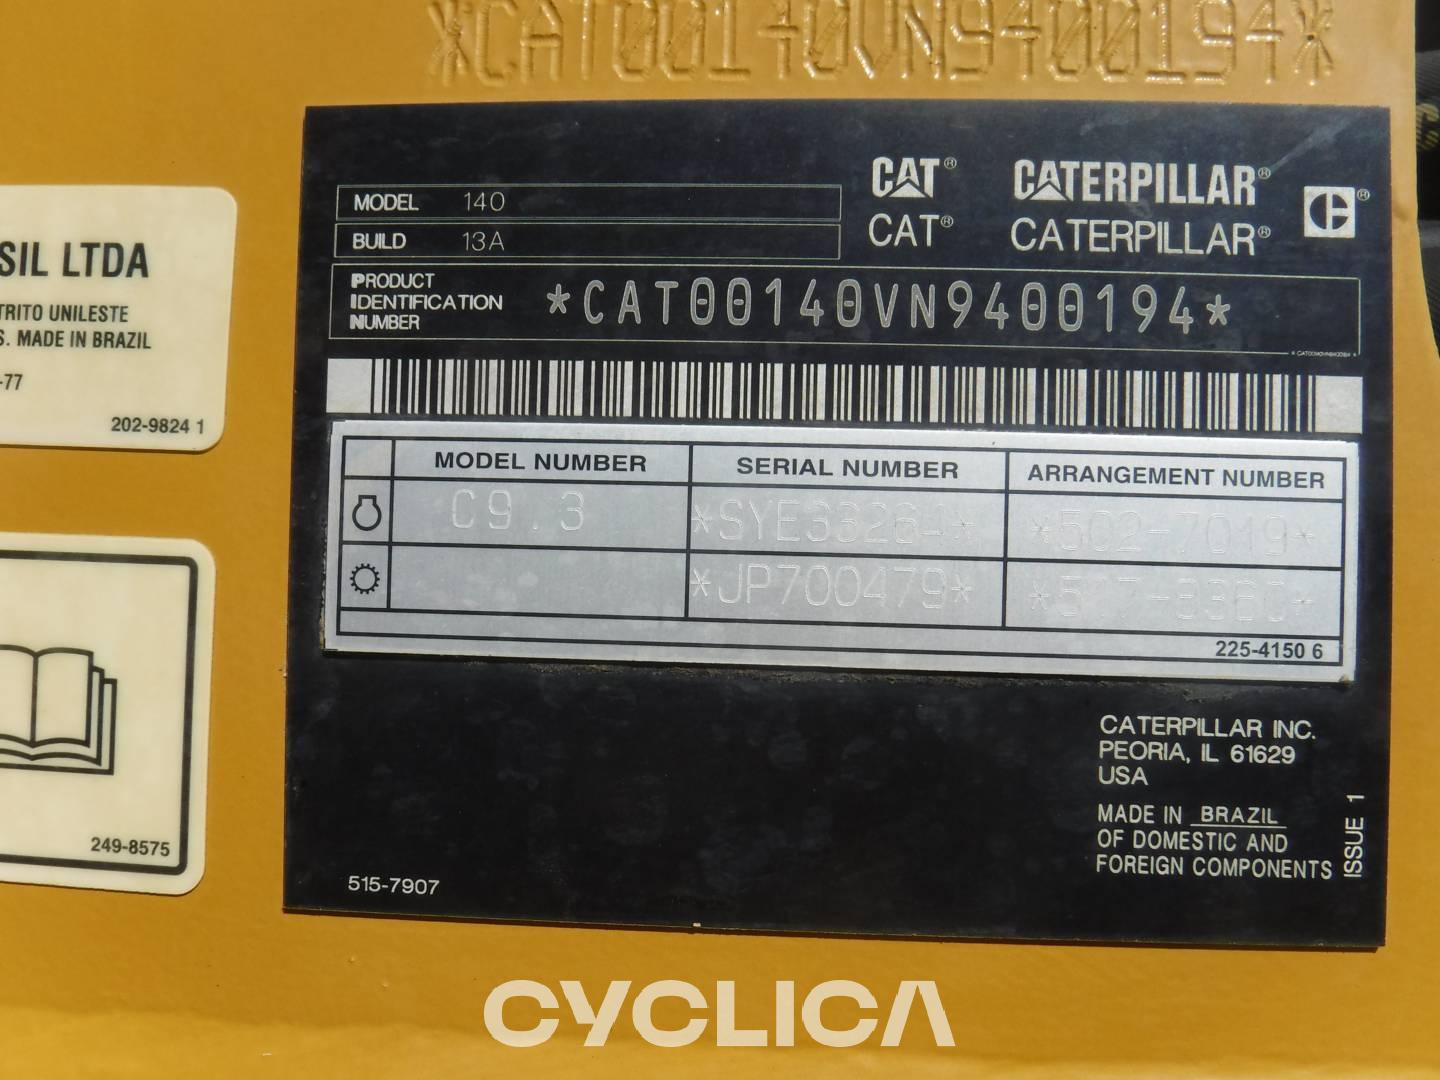 *CAT00140VN9400194*
SIL LTDA
TRITO UNILESTE
S. MADE IN BRAZIL
-77
202-9824 1
249-8575
MODEL 140
BUILD 13A
CAT® CATERPILLAR®
CAT® CATERPILLAR®
PRODUCT
IDENTIFICATION
NUMBER
*CAT00140VN9400194*
MODEL NUMBER SERIAL NUMBER ARRANGEMENT NUMBER
C9.3 *SYE33264* *502-7019*
*JP700479*
225-4150 6
CATERPILLAR INC.
PEORIA, IL 61629
USA
MADE IN BRAZIL
OF DOMESTIC AND
FOREIGN COMPONENTS
ISSUE 1
515-7907
CYCLICA